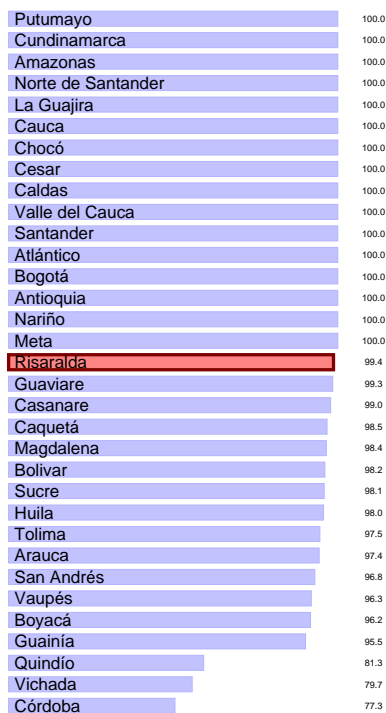 Putumayo 100.0
Cundinamarca 100.0
Amazonas 100.0
Norte de Santander 100.0
La Guajira 100.0
Cauca 100.0
Chocó 100.0
Cesar 100.0
Caldas 100.0
Valle del Cauca 100.0
Santander 100.0
Atlántico 100.0
Bogotá 100.0
Antioquia 100.0
Nariño 100.0
Meta 100.0
Risaralda 99.4
Guaviare 99.3
Casanare 99.0
Caquetá 98.5
Magdalena 98.4
Bolivar 98.2
Sucre 98.1
Huila 98.0
Tolima 97.5
Arauca 97.4
San Andrés 96.8
Vaupés 96.3
Boyacá 96.2
Guainía 95.5
Quindío 81.3
Vichada 79.7
Córdoba 77.3